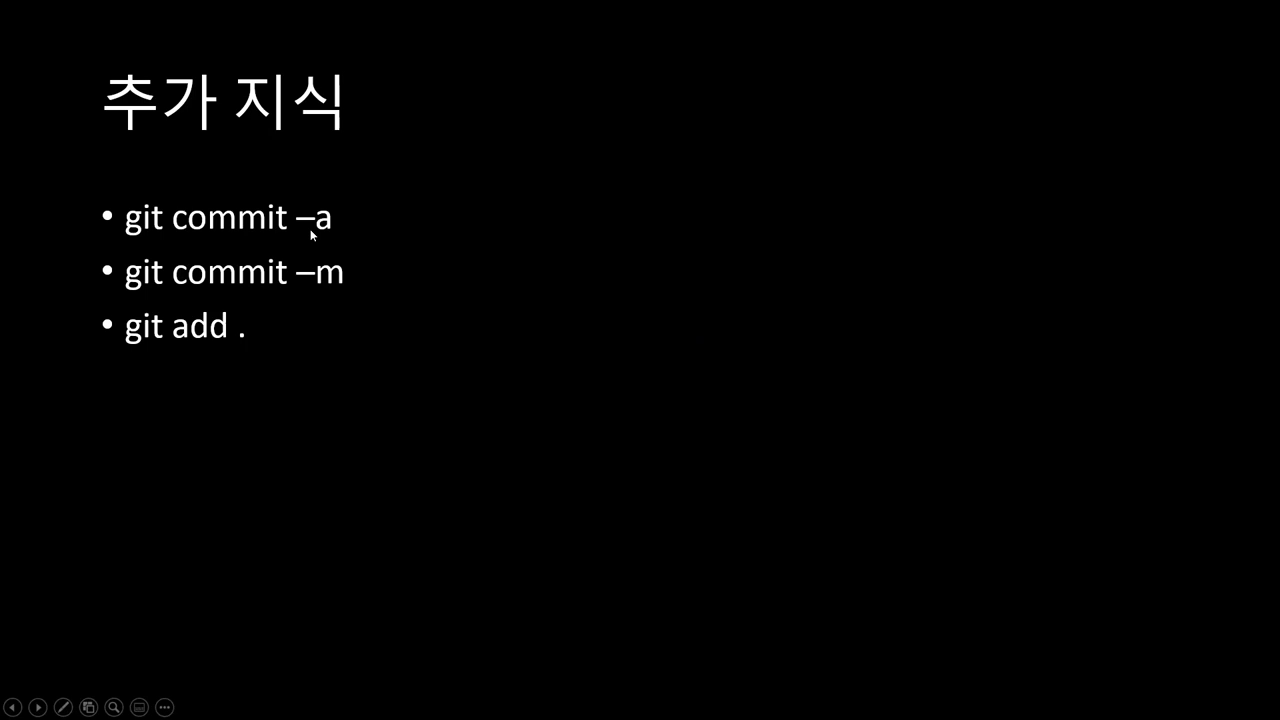 추가 지식
• git commit –a
• git commit –m
• git add .